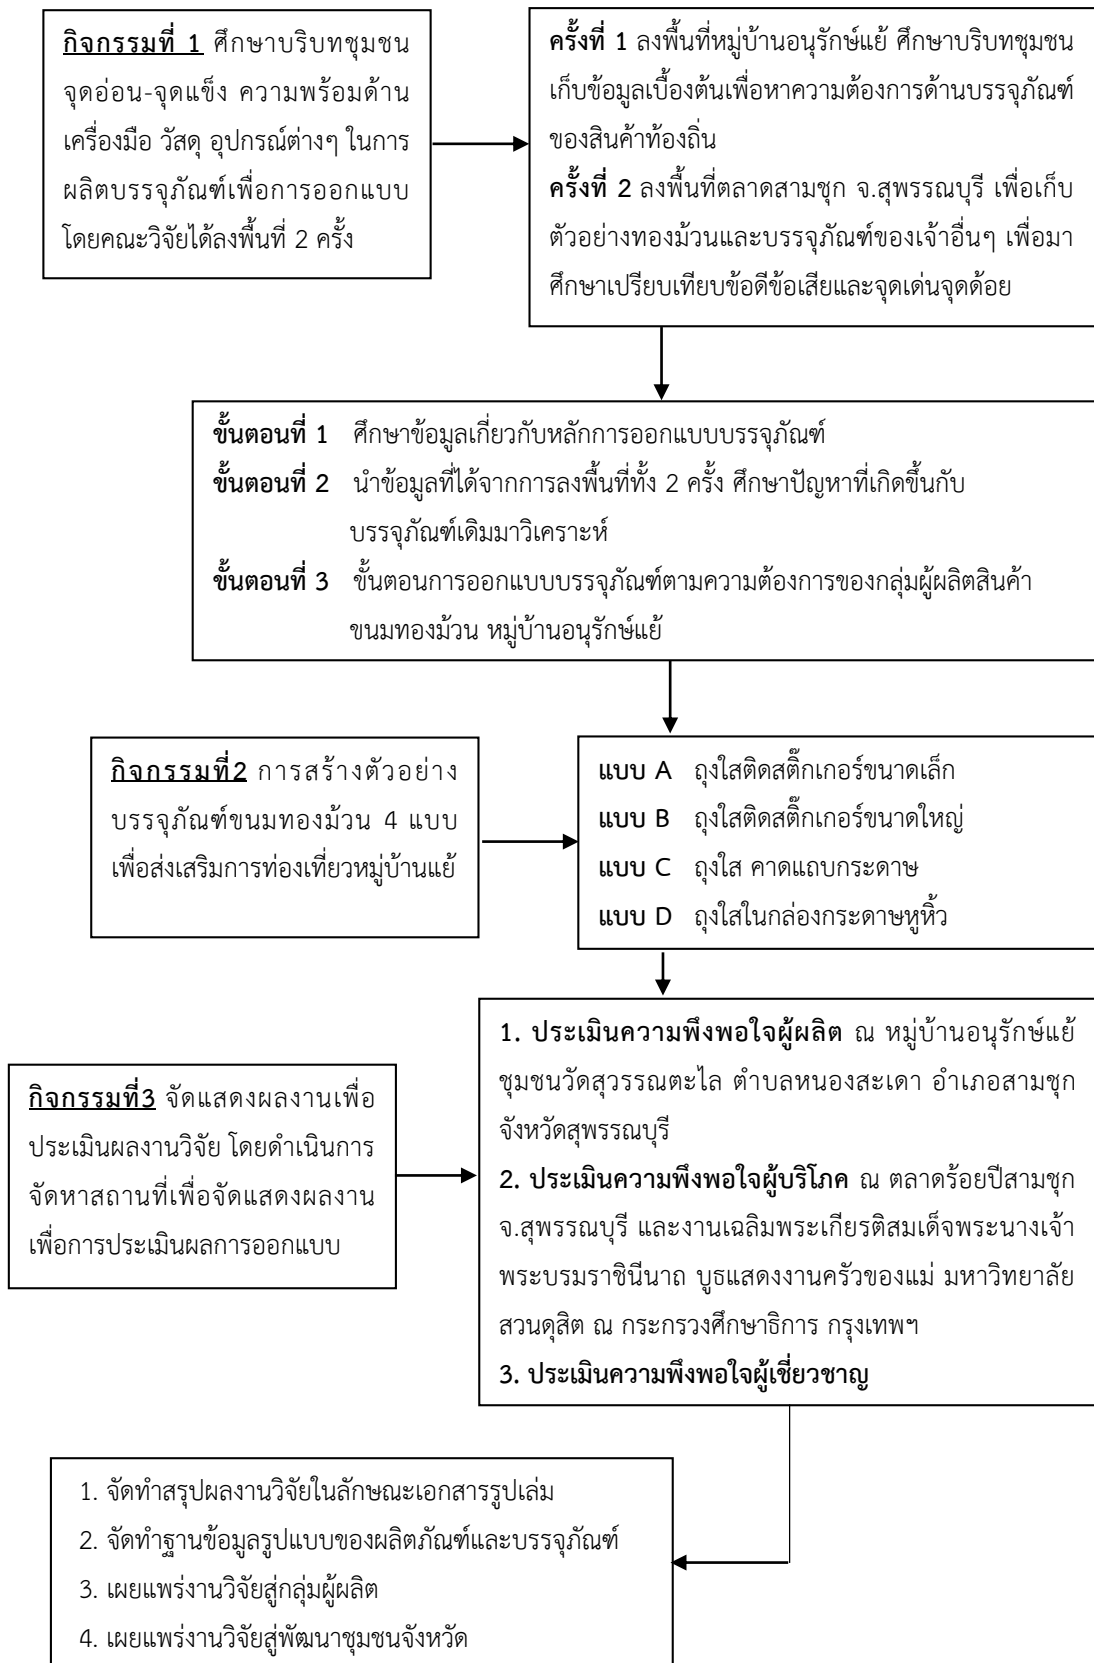 กิจกรรมที่ 1 ศึกษาบริบทชุมชน
จุดอ่อน-จุดแข็ง ความพร้อมด้าน
เครื่องมือ วัสดุ อุปกรณ์ต่างๆ ในการ
ผลิตบรรจุภัณฑ์เพื่อการออกแบบ
โดยคณะวิจัยได้ลงพื้นที่ 2 ครั้ง
ครั้งที่ 1 ลงพื้นที่หมู่บ้านอนุรักษ์แย้ ศึกษาบริบทชุมชน
เก็บข้อมูลเบื้องต้นเพื่อหาความต้องการด้านบรรจุภัณฑ์
ของสินค้าท้องถิ่น
ครั้งที่ 2 ลงพื้นที่ตลาดสามชุก จ.สุพรรณบุรี เพื่อเก็บ
ตัวอย่างทองม้วนและบรรจุภัณฑ์ของเจ้าอื่นๆ เพื่อมา
ศึกษาเปรียบเทียบข้อดีข้อเสียและจุดเด่นจุดด้อย
ขั้นตอนที่ 1 ศึกษาข้อมูลเกี่ยวกับหลักการออกแบบบรรจุภัณฑ์
ขั้นตอนที่ 2 นำข้อมูลที่ได้จากการลงพื้นที่ทั้ง 2 ครั้ง ศึกษาปัญหาที่เกิดขึ้นกับ
บรรจุภัณฑ์เดิมมาวิเคราะห์
ขั้นตอนที่ 3 ขั้นตอนการออกแบบบรรจุภัณฑ์ตามความต้องการของกลุ่มผู้ผลิตสินค้า
ขนมทองม้วน หมู่บ้านอนุรักษ์แย้
กิจกรรมที่2 การสร้างตัวอย่าง
บรรจุภัณฑ์ขนมทองม้วน 4 แบบ
เพื่อส่งเสริมการท่องเที่ยวหมู่บ้านแย้
แบบ A ถุงใสติดสติ๊กเกอร์ขนาดเล็ก
แบบ B ถุงใสติดสติ๊กเกอร์ขนาดใหญ่
แบบ C ถุงใส คาดแถบกระดาษ
แบบ D ถุงใสในกล่องกระดาษหูหิ้ว
กิจกรรมที่3 จัดแสดงผลงานเพื่อ
ประเมินผลงานวิจัย โดยดำเนินการ
จัดหาสถานที่เพื่อจัดแสดงผลงาน
เพื่อการประเมินผลการออกแบบ
1. ประเมินความพึงพอใจผู้ผลิต ณ หมู่บ้านอนุรักษ์แย้
ชุมชนวัดสุวรรณตะไล ตำบลหนองสะเดา อำเภอสามชุก
จังหวัดสุพรรณบุรี
2. ประเมินความพึงพอใจผู้บริโภค ณ ตลาดร้อยปีสามชุก
จ.สุพรรณบุรี และงานเฉลิมพระเกียรติสมเด็จพระนางเจ้า
พระบรมราชินีนาถ บูธแสดงงานครัวของแม่ มหาวิทยาลัย
สวนดุสิต ณ กระกรวงศึกษาธิการ กรุงเทพฯ
3. ประเมินความพึงพอใจผู้เชี่ยวชาญ
1. จัดทำสรุปผลงานวิจัยในลักษณะเอกสารรูปเล่ม
2. จัดทำฐานข้อมูลรูปแบบของผลิตภัณฑ์และบรรจุภัณฑ์
3. เผยแพร่งานวิจัยสู่กลุ่มผู้ผลิต
4. เผยแพร่งานวิจัยสู่พัฒนาชุมชนจังหวัด